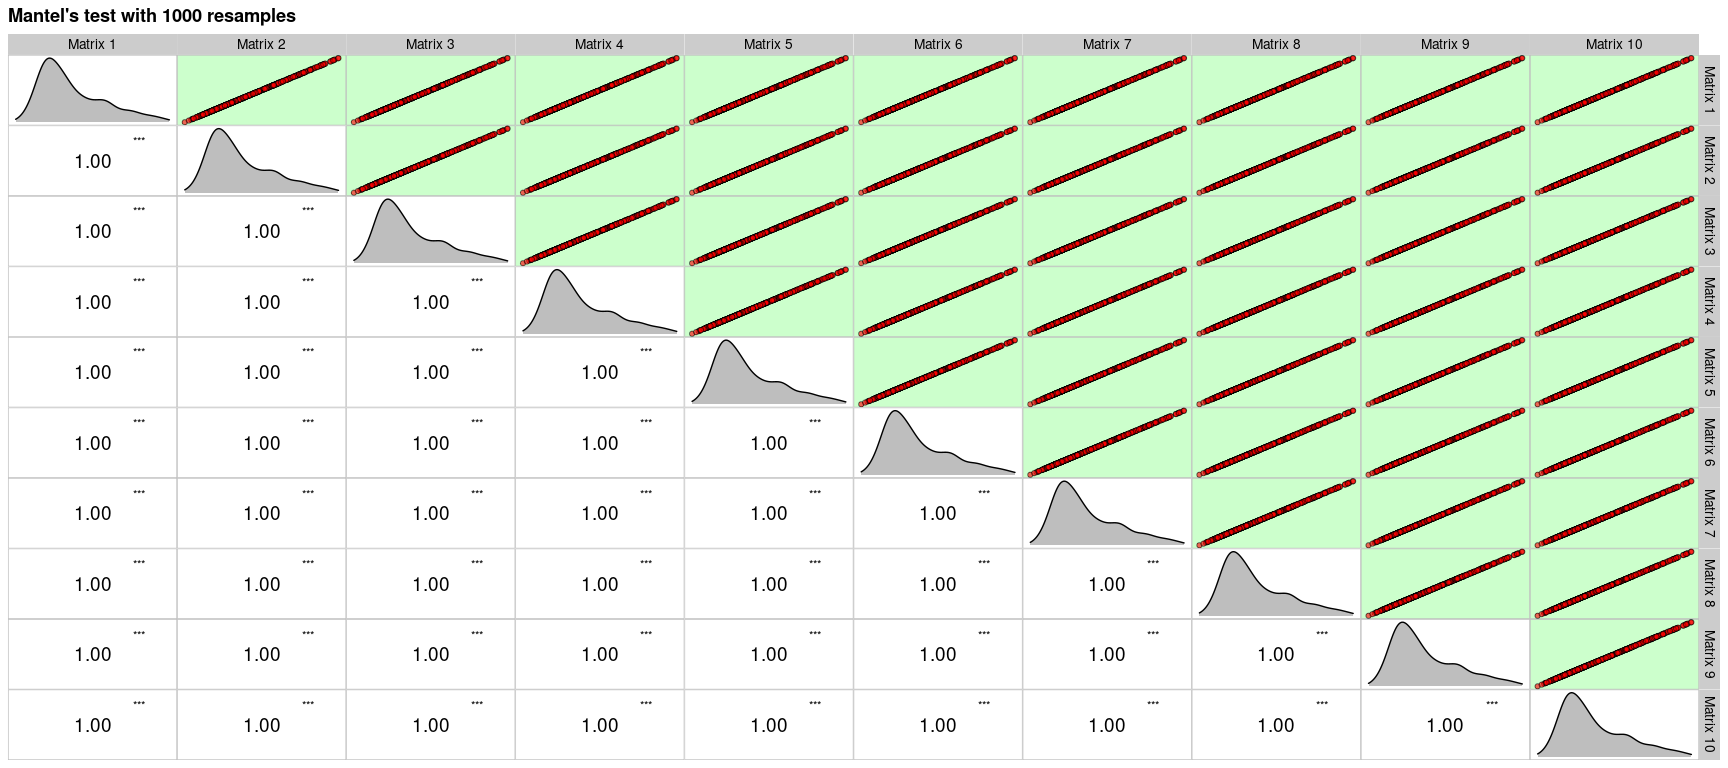 Mantel's test with 1000 resamples
Matrix 1 Matrix 2 Matrix 3 Matrix 4 Matrix 5 Matrix 6 Matrix 7 Matrix 8 Matrix 9 Matrix 10
Matrix 1
***
1.00
Matrix 2
*** ***
1.00 1.00
Matrix 3
*** *** ***
1.00 1.00 1.00
Matrix 4
*** *** *** ***
1.00 1.00 1.00 1.00
Matrix 5
*** *** *** *** ***
1.00 1.00 1.00 1.00 1.00
Matrix 6
*** *** *** *** *** ***
1.00 1.00 1.00 1.00 1.00 1.00
Matrix 7
*** *** *** *** *** *** ***
1.00 1.00 1.00 1.00 1.00 1.00 1.00
Matrix 8
*** *** *** *** *** *** *** ***
1.00 1.00 1.00 1.00 1.00 1.00 1.00 1.00
Matrix 9
*** *** *** *** *** *** *** *** ***
1.00 1.00 1.00 1.00 1.00 1.00 1.00 1.00 1.00
Matrix 10